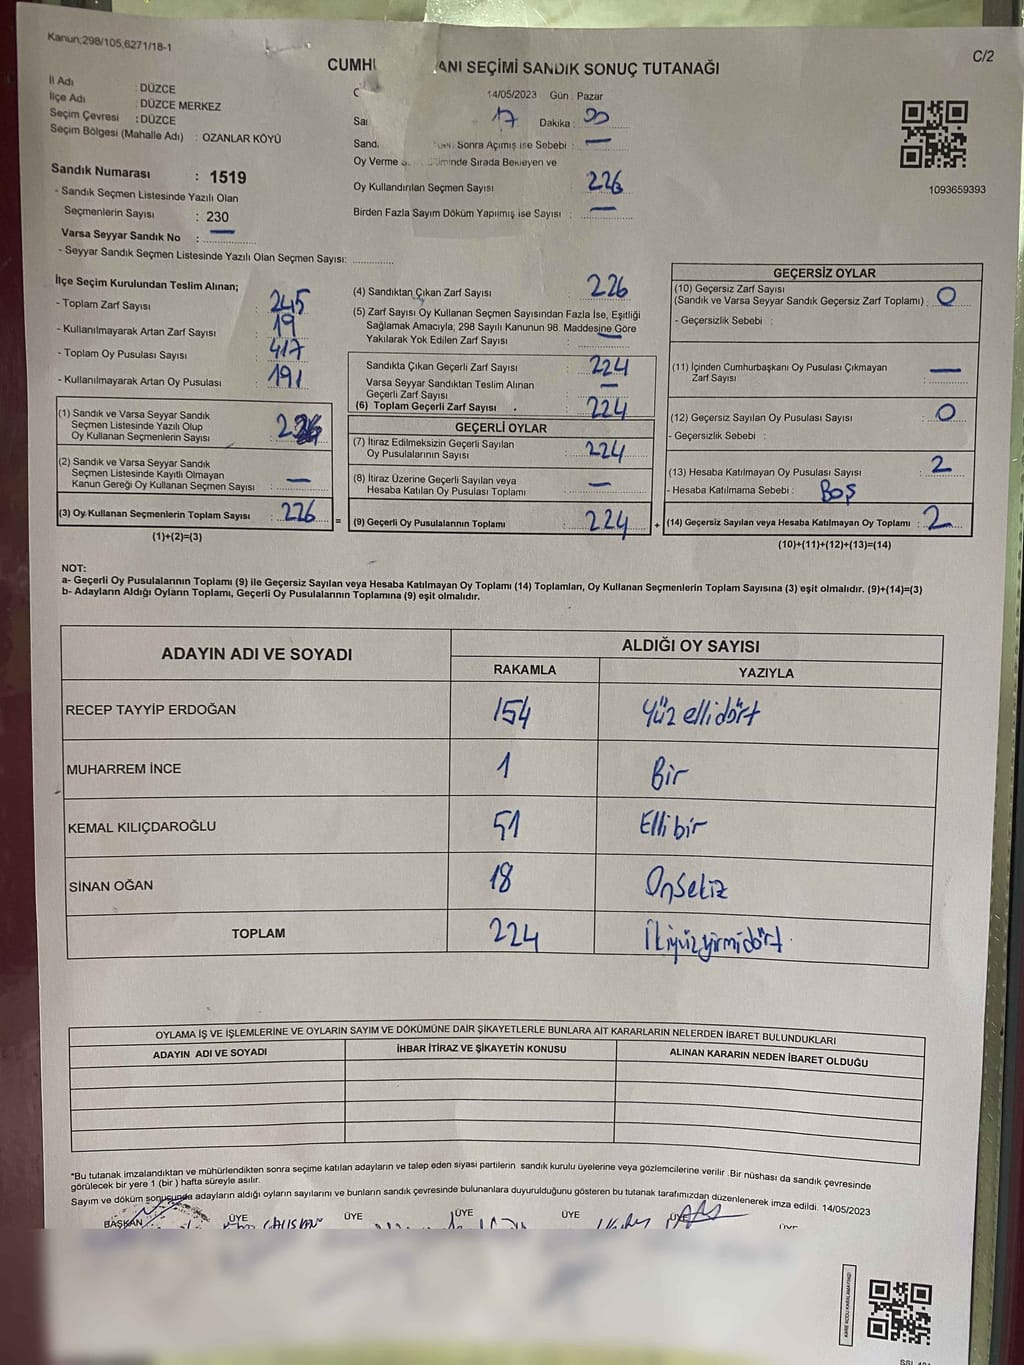 Kanun;298/105;6271/18-1
C/2
CUMH ANI SEÇİMİ SANDIK SONUÇ TUTANAĞI
İl Adı : DÜZCE
İlçe Adı : DÜZCE MERKEZ
Seçim Çevresi : DÜZCE
Seçim Bölgesi (Mahalle Adı) : OZANLAR KÖYÜ
14/05/2023 Gün : Pazar
17 Dakika : 00
Sonra Açımış ise Sebebi : —
Oy Verme Sırada Bekleyen ve
Oy Kullandırılan Seçmen Sayısı 226
Birden Fazla Sayım Döküm Yapılmış ise Sayısı : —
1093659393
Sandık Numarası : 1519
- Sandık Seçmen Listesinde Yazılı Olan
Seçmenlerin Sayısı : 230
Varsa Seyyar Sandık No : —
- Seyyar Sandık Seçmen Listesinde Yazılı Olan Seçmen Sayısı:
İlçe Seçim Kurulundan Teslim Alınan;
- Toplam Zarf Sayısı : 245
- Kullanılmayarak Artan Zarf Sayısı : 19
- Toplam Oy Pusulası Sayısı : 417
- Kullanılmayarak Artan Oy Pusulası : 191
(1) Sandık ve Varsa Seyyar Sandık
Seçmen Listesinde Yazılı Olup
Oy Kullanan Seçmenlerin Sayısı
(2) Sandık ve Varsa Seyyar Sandık
Seçmen Listesinde Kayıtlı Olmayan
Kanun Gereği Oy Kullanan Seçmen Sayısı : —
(3) Oy Kullanan Seçmenlerin Toplam Sayısı : 226
(1)+(2)=(3)
=
(4) Sandıktan Çıkan Zarf Sayısı 226
(5) Zarf Sayısı Oy Kullanan Seçmen Sayısından Fazla İse, Eşitliği
Sağlamak Amacıyla, 298 Sayılı Kanunun 98. Maddesine Göre
Yakılarak Yok Edilen Zarf Sayısı : —
Sandıkta Çıkan Geçerli Zarf Sayısı : 224
Varsa Seyyar Sandıktan Teslim Alınan
Geçerli Zarf Sayısı : —
(6) Toplam Geçerli Zarf Sayısı : 224
GEÇERLİ OYLAR
(7) İtiraz Edilmeksizin Geçerli Sayılan
Oy Pusulalarının Sayısı : 224
(8) İtiraz Üzerine Geçerli Sayılan veya
Hesaba Katılan Oy Pusulası Toplamı : —
(9) Geçerli Oy Pusulalarının Toplamı : 224
+
GEÇERSİZ OYLAR
(10) Geçersiz Zarf Sayısı
(Sandık ve Varsa Seyyar Sandık Geçersiz Zarf Toplamı) : 0
- Geçersizlik Sebebi :
(11) İçinden Cumhurbaşkanı Oy Pusulası Çıkmayan
Zarf Sayısı : —
(12) Geçersiz Sayılan Oy Pusulası Sayısı : 0
- Geçersizlik Sebebi :
(13) Hesaba Katılmayan Oy Pusulası Sayısı : 2
- Hesaba Katılmama Sebebi : Boş
(14) Geçersiz Sayılan veya Hesaba Katılmayan Oy Toplamı : 2
(10)+(11)+(12)+(13)=(14)
NOT:
a- Geçerli Oy Pusulalarının Toplamı (9) ile Geçersiz Sayılan veya Hesaba Katılmayan Oy Toplamı (14) Toplamları, Oy Kullanan Seçmenlerin Toplam Sayısına (3) eşit olmalıdır. (9)+(14)=(3)
b- Adayların Aldığı Oyların Toplamı, Geçerli Oy Pusulalarının Toplamına (9) eşit olmalıdır.
ADAYIN ADI VE SOYADI
ALDIĞI OY SAYISI
RAKAMLA YAZIYLA
RECEP TAYYİP ERDOĞAN 154 Yüz ellidört
MUHARREM İNCE 1 Bir
KEMAL KILIÇDAROĞLU 51 Elli bir
SİNAN OĞAN 18 Onsekiz
TOPLAM 224 İkiyüzyirmidört
OYLAMA İŞ VE İŞLEMLERİNE VE OYLARIN SAYIM VE DÖKÜMÜNE DAİR ŞİKAYETLERLE BUNLARA AİT KARARLARIN NELERDEN İBARET BULUNDUKLARI
ADAYIN ADI VE SOYADI İHBAR İTİRAZ VE ŞİKAYETİN KONUSU ALINAN KARARIN NEDEN İBARET OLDUĞU
*Bu tutanak imzalandıktan ve mühürlendikten sonra seçime katılan adayların ve talep eden siyasi partilerin sandık kurulu üyelerine veya gözlemcilerine verilir .Bir nüshası da sandık çevresinde
görülecek bir yere 1 (bir ) hafta süreyle asılır.
Sayım ve döküm sonucunda adayların aldığı oyların sayılarını ve bunların sandık çevresinde bulunanlara duyurulduğunu gösteren bu tutanak tarafımızdan düzenlenerek imza edildi. 14/05/2023
BAŞKAN ÜYE ÜYE ÜYE ÜYE ÜYE